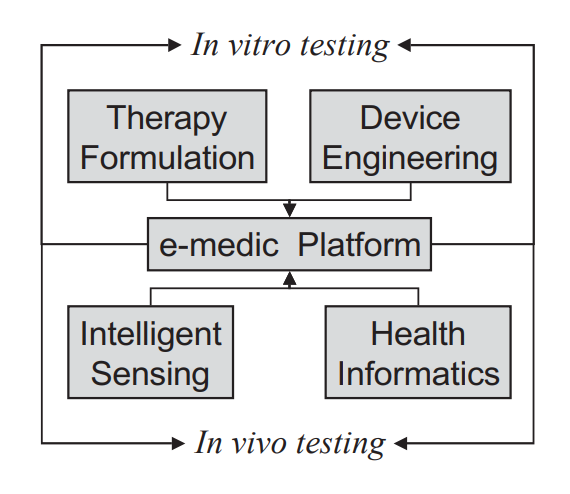 In vitro testing
Therapy
Formulation
Device
Engineering
e-medic Platform
Intelligent
Sensing
Health
Informatics
In vivo testing